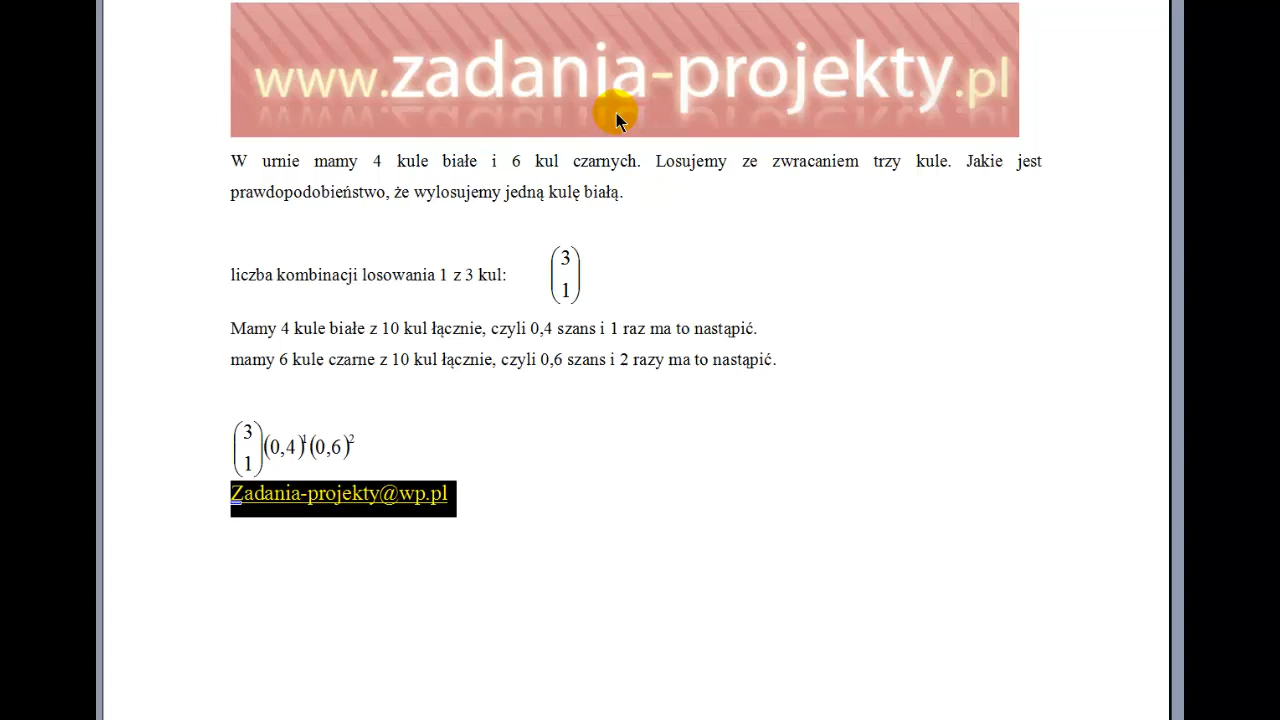 www.zadania-projekty.pl
W urnie mamy 4 kule białe i 6 kul czarnych. Losujemy ze zwracaniem trzy kule. Jakie jest
prawdopodobieństwo, że wylosujemy jedną kulę białą.
liczba kombinacji losowania 1 z 3 kul: (3 1)
Mamy 4 kule białe z 10 kul łącznie, czyli 0,4 szans i 1 raz ma to nastąpić.
mamy 6 kule czarne z 10 kul łącznie, czyli 0,6 szans i 2 razy ma to nastąpić.
(3 1)(0,4)¹(0,6)²
Zadania-projekty@wp.pl